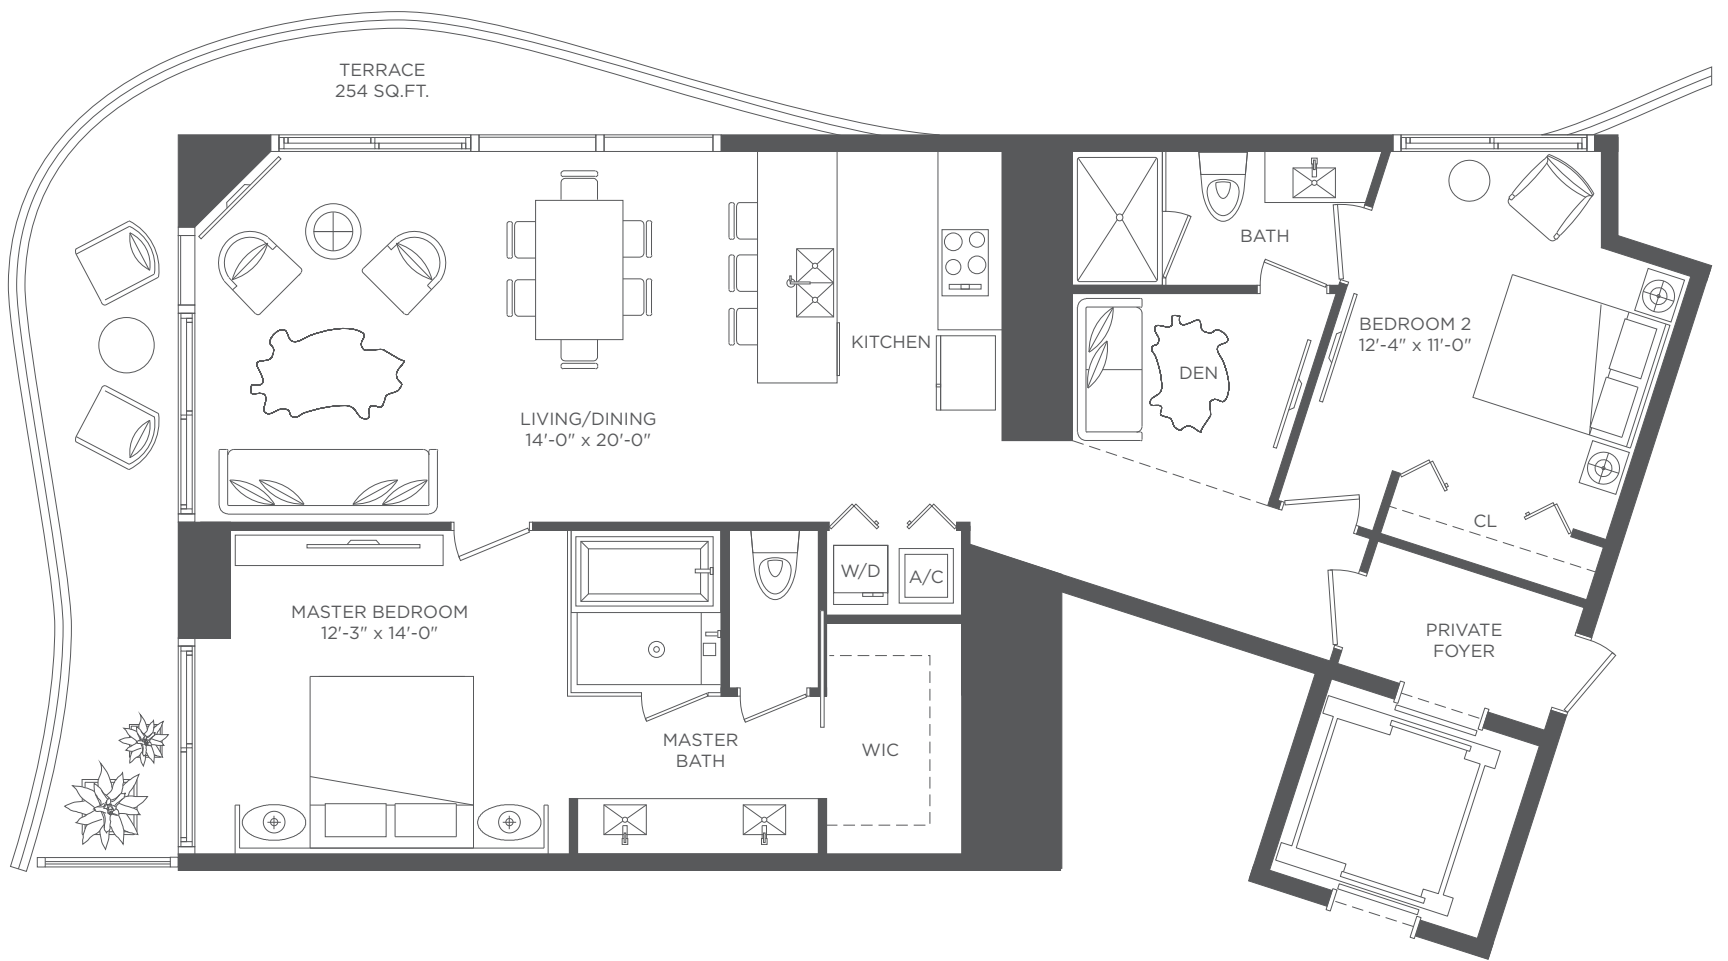 TERRACE
254 SQ.FT.
BATH
BEDROOM 2
12'-4" x 11'-0"
KITCHEN
DEN
LIVING/DINING
14'-0" x 20'-0"
CL
W/D
A/C
MASTER BEDROOM
12'-3" x 14'-0"
PRIVATE
FOYER
MASTER
BATH
WIC